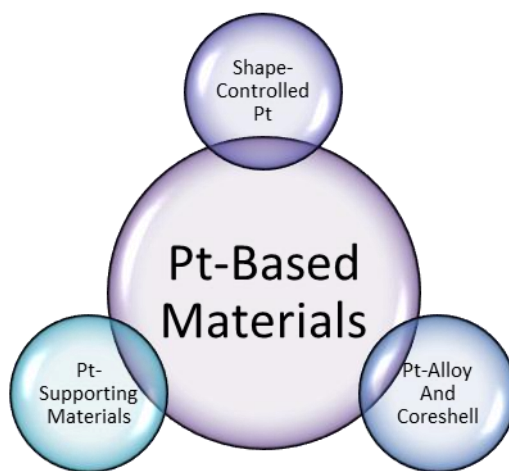 Shape-
Controlled
Pt
Pt-Based
Materials
Pt-
Supporting
Materials
Pt-Alloy
And
Coreshell